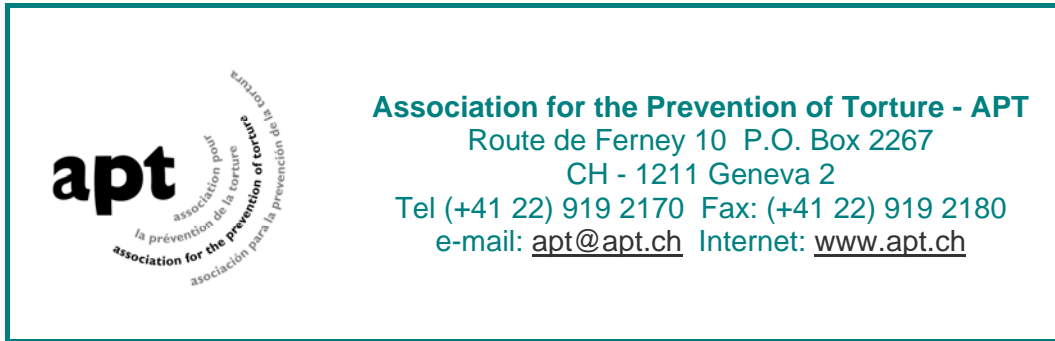 apt
association pour
la prévention de la torture
association for the prevention of torture
asociación para la prevención de la tortura
Association for the Prevention of Torture - APT
Route de Ferney 10 P.O. Box 2267
CH - 1211 Geneva 2
Tel (+41 22) 919 2170 Fax: (+41 22) 919 2180
e-mail: apt@apt.ch Internet: www.apt.ch